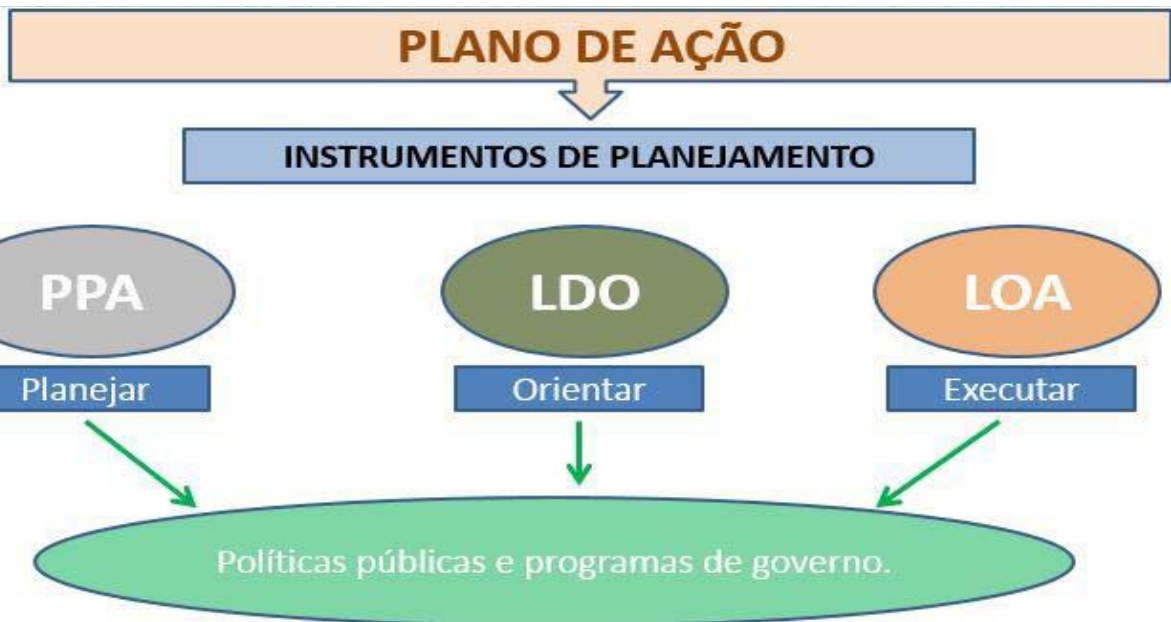 PLANO DE AÇÃO
INSTRUMENTOS DE PLANEJAMENTO
PPA
LDO
LOA
Planejar
Orientar
Executar
Políticas públicas e programas de governo.